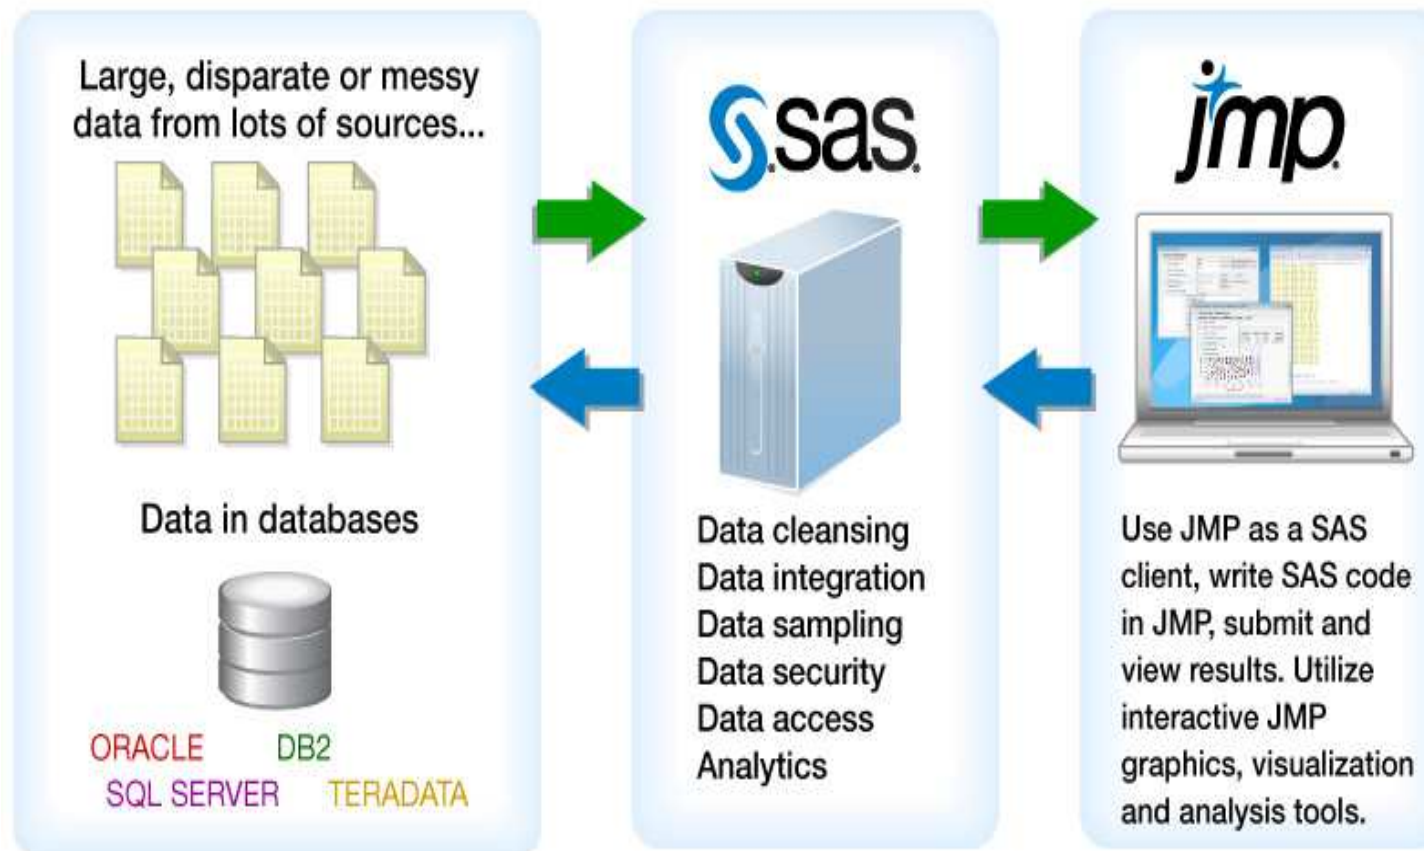 Large, disparate or messy
data from lots of sources...
Data in databases
ORACLE DB2
SQL SERVER TERADATA
sas
Data cleansing
Data integration
Data sampling
Data security
Data access
Analytics
jmp
Use JMP as a SAS
client, write SAS code
in JMP, submit and
view results. Utilize
interactive JMP
graphics, visualization
and analysis tools.